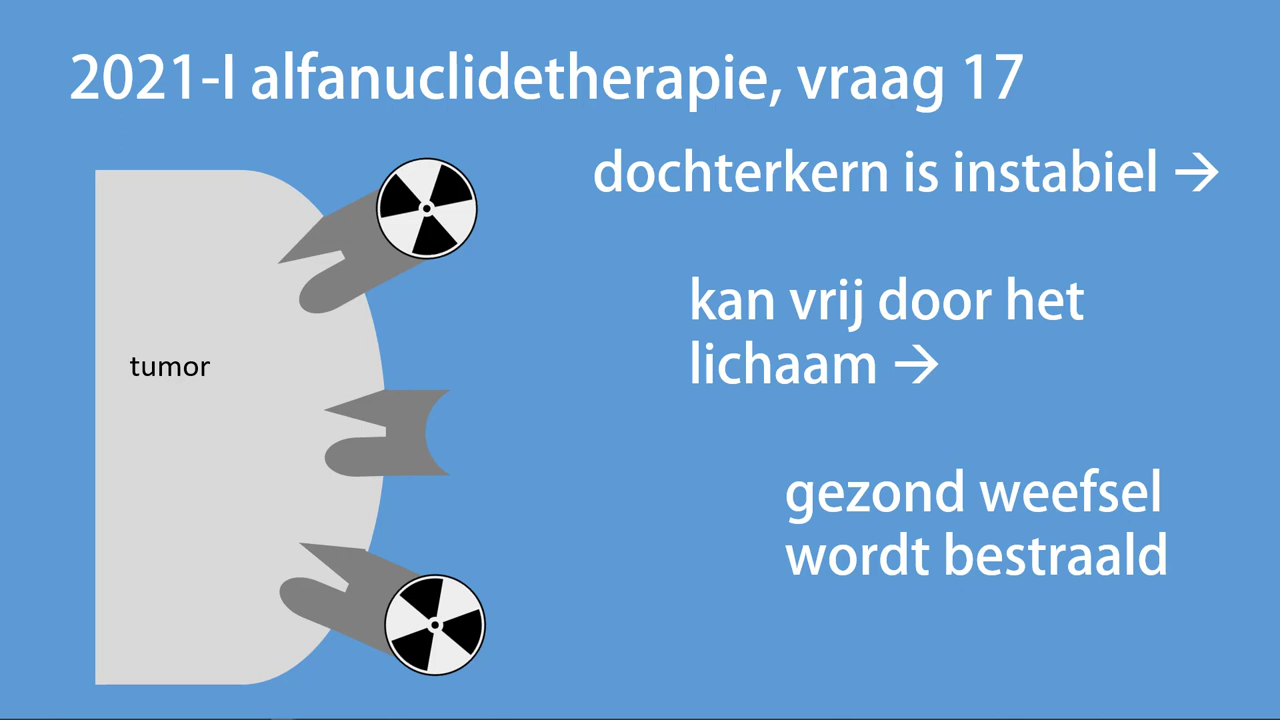 2021-I alfanuclidetherapie, vraag 17
dochterkern is instabiel →
kan vrij door het
lichaam →
tumor
gezond weefsel
wordt bestraald